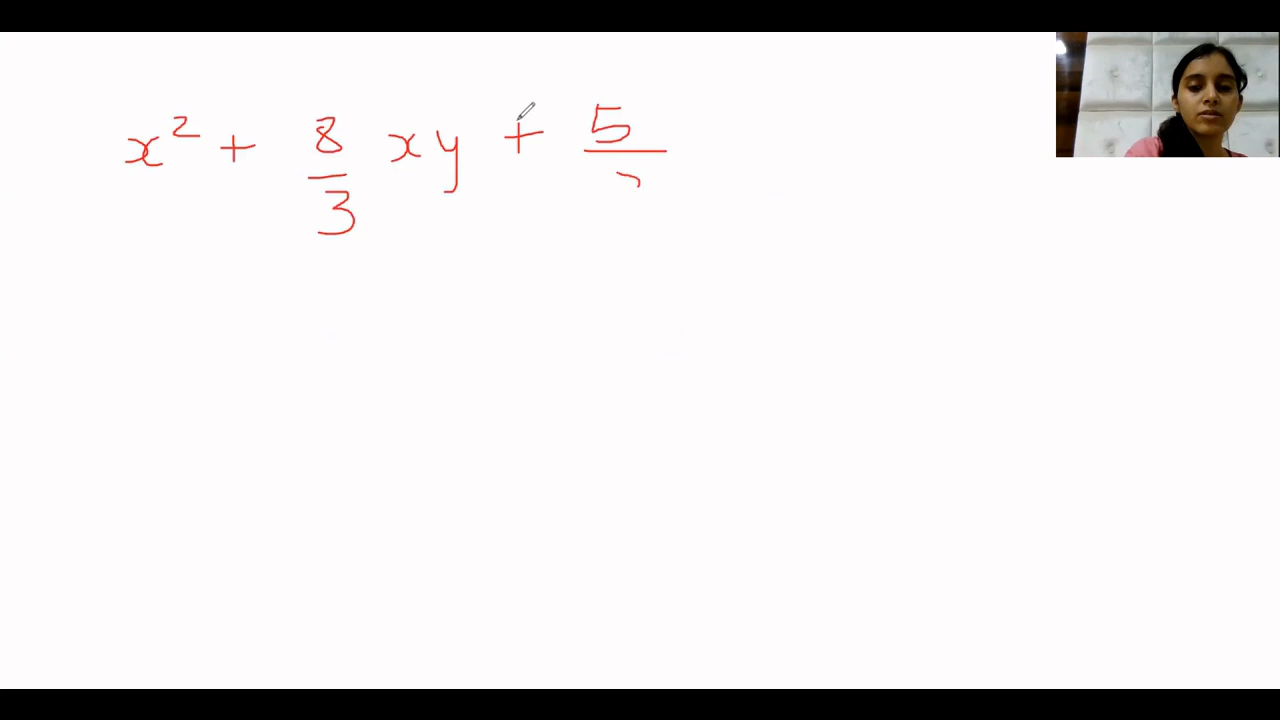 x² + 8/3 xy + 5/